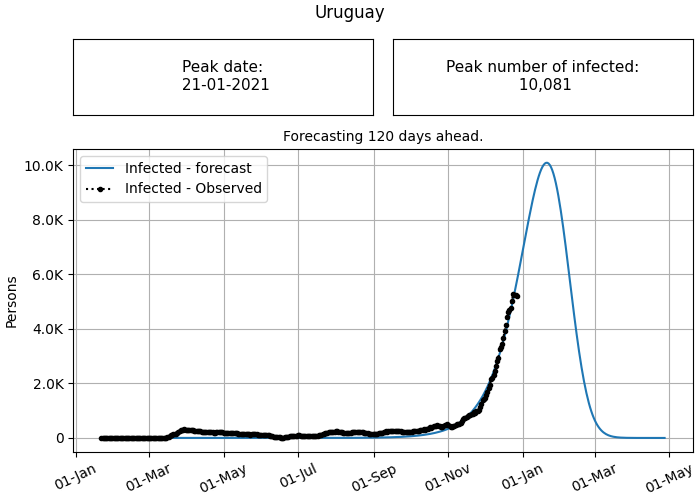 Uruguay
Peak date:
21-01-2021
Peak number of infected:
10,081
Forecasting 120 days ahead.
Infected - forecast
Infected - Observed
10.0K
8.0K
6.0K
4.0K
2.0K
0
Persons
01-Jan
01-Mar
01-May
01-Jul
01-Sep
01-Nov
01-Jan
01-Mar
01-May